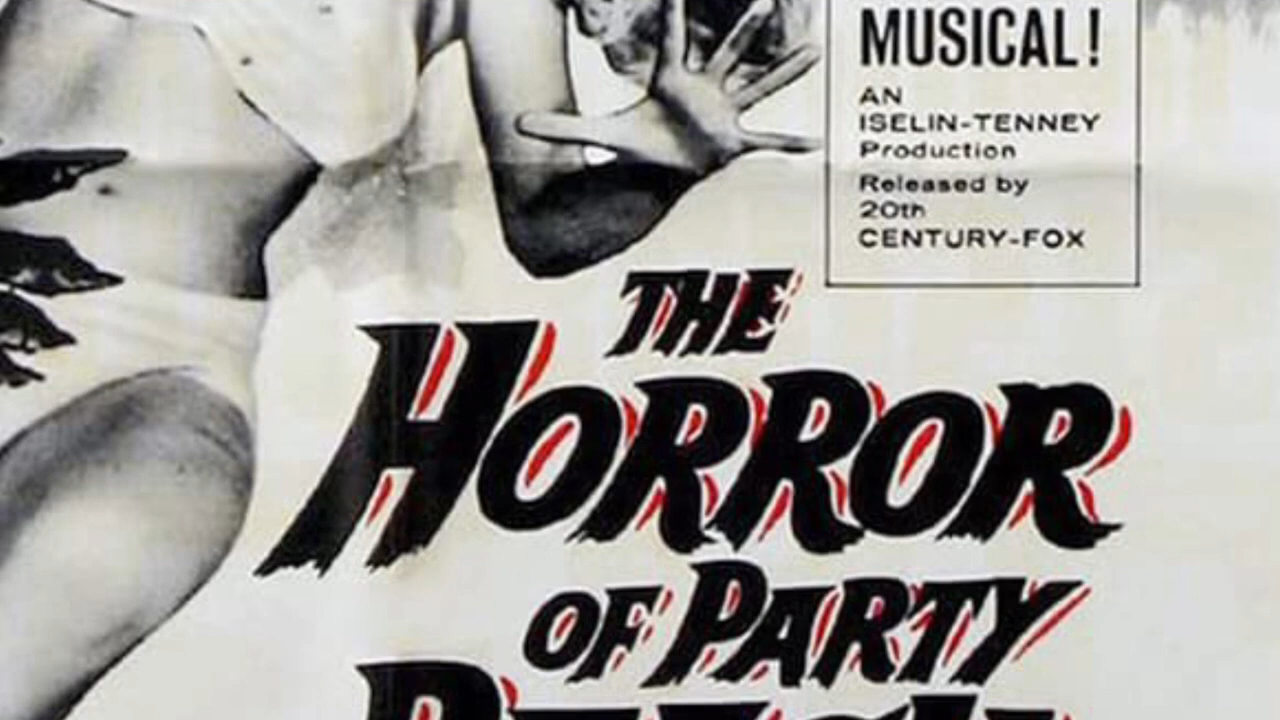 MUSICAL!
AN
ISELIN-TENNEY
Production
Released by
20th
CENTURY-FOX
THE
HORROR
OF PARTY